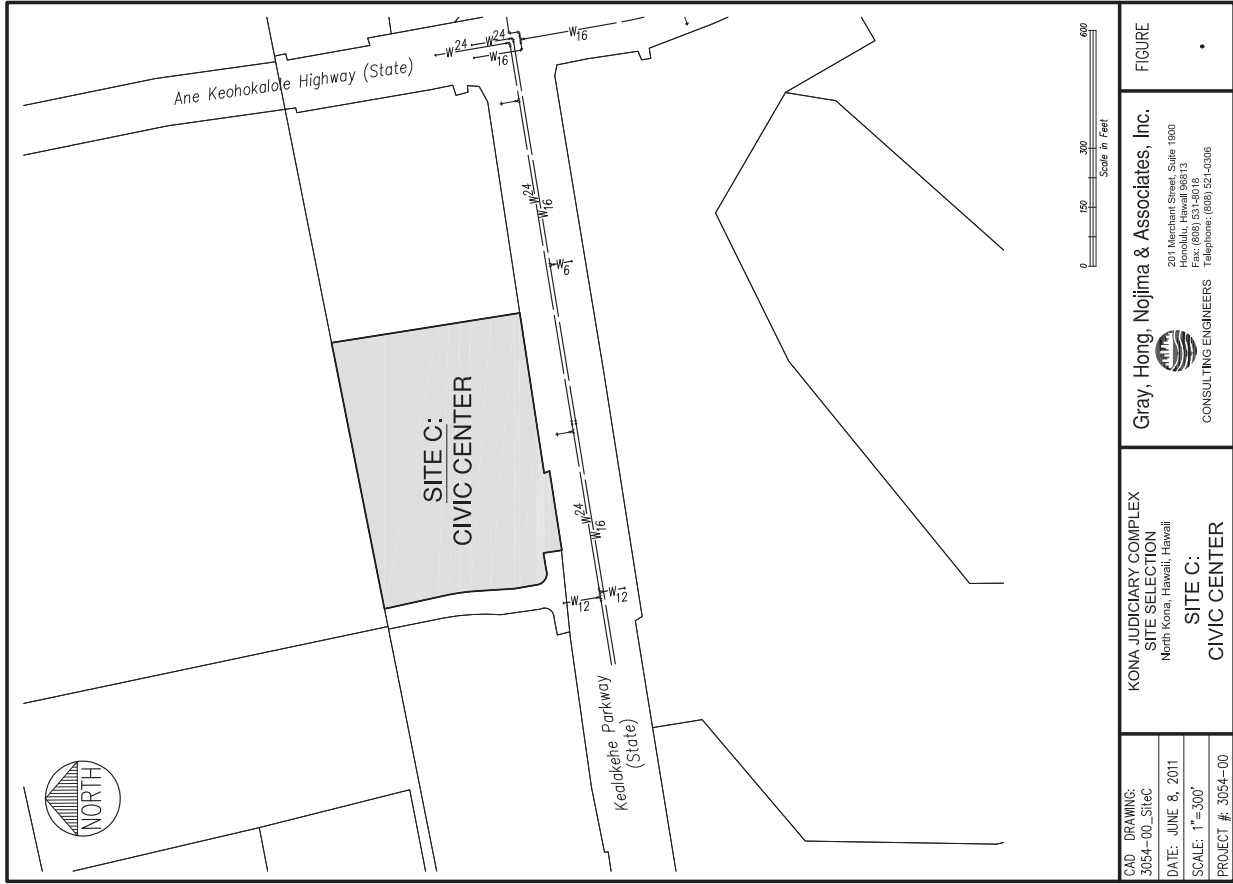 Ane Keohokalole Highway (State)
W24
W24
W16
W16
W24
W16
W6
SITE C:
CIVIC CENTER
W24
W16
W12
W12
Kealakehe Parkway
(State)
NORTH
0 150 300 600
Scale in Feet
CAD DRAWING:
3054-00_SiteC
DATE: JUNE 8, 2011
SCALE: 1"=300'
PROJECT #: 3054-00
KONA JUDICIARY COMPLEX
SITE SELECTION
North Kona, Hawaii, Hawaii
SITE C:
CIVIC CENTER
Gray, Hong, Nojima & Associates, Inc.
CONSULTING ENGINEERS
201 Merchant Street, Suite 1900
Honolulu, Hawaii 96813
Fax: (808) 531-8018
Telephone: (808) 521-0306
FIGURE